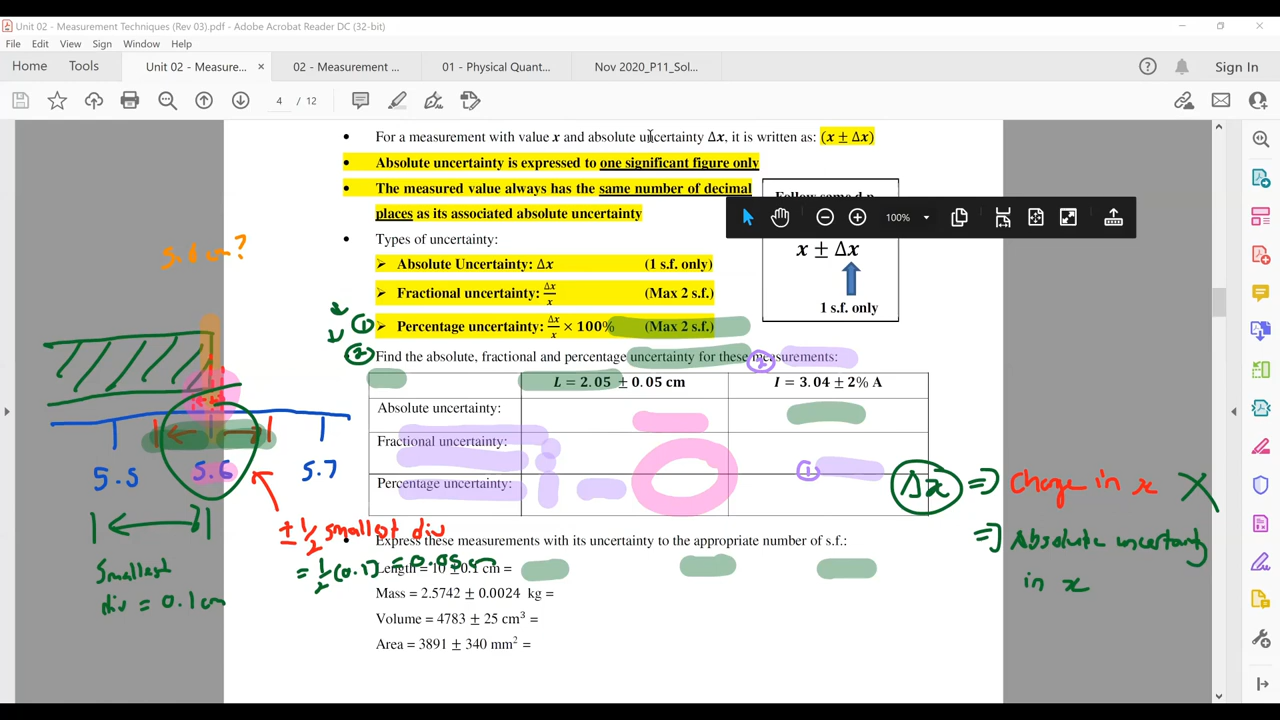 Unit 02 - Measurement Techniques (Rev 03).pdf - Adobe Acrobat Reader DC (32-bit)
File Edit View Sign Window Help
Home Tools Unit 02 - Measure... × 02 - Measurement ... 01 - Physical Quant... Nov 2020_P11_Sol... Sign In
4 / 12
• For a measurement with value x and absolute uncertainty Δx, it is written as: (x ± Δx)
• Absolute uncertainty is expressed to one significant figure only
• The measured value always has the same number of decimal
places as its associated absolute uncertainty
Follow same d.p.
100%
• Types of uncertainty:
x ± Δx
1 s.f. only
➢ Absolute Uncertainty: Δx (1 s.f. only)
➢ Fractional uncertainty: Δx/x (Max 2 s.f.)
① ➢ Percentage uncertainty: Δx/x × 100% (Max 2 s.f.)
② Find the absolute, fractional and percentage uncertainty for these measurements: ②
L = 2.05 ± 0.05 cm I = 3.04 ± 2% A
Absolute uncertainty:
Fractional uncertainty:
Percentage uncertainty: ①
• Express these measurements with its uncertainty to the appropriate number of s.f.:
Length = 10 ± 0.1 cm =
Mass = 2.5742 ± 0.0024 kg =
Volume = 4783 ± 25 cm³ =
Area = 3891 ± 340 mm² =
5.6 cm?
5.5 5.6 5.7
Smallest
div = 0.1 cm
± 1/2 smallest div
= 1/2 (0.1) = 0.05 cm
Δx => Change in x X
=> Absolute uncertainty
in x